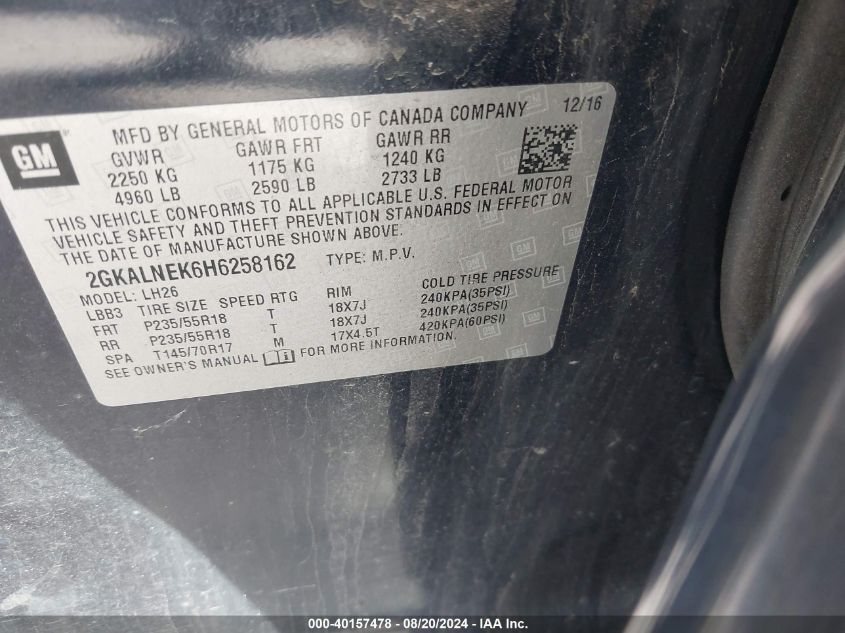 GM
MFD BY GENERAL MOTORS OF CANADA COMPANY 12/16
GVWR GAWR FRT GAWR RR
2250 KG 1175 KG 1240 KG
4960 LB 2590 LB 2733 LB
THIS VEHICLE CONFORMS TO ALL APPLICABLE U.S. FEDERAL MOTOR
VEHICLE SAFETY AND THEFT PREVENTION STANDARDS IN EFFECT ON
THE DATE OF MANUFACTURE SHOWN ABOVE.
2GKALNEK6H6258162 TYPE: M.P.V.
MODEL: LH26
LBB3 TIRE SIZE SPEED RTG RIM COLD TIRE PRESSURE
FRT P235/55R18 T 18X7J 240KPA(35PSI)
RR P235/55R18 T 18X7J 240KPA(35PSI)
SPA T145/70R17 M 17X4.5T 420KPA(60PSI)
SEE OWNER'S MANUAL FOR MORE INFORMATION.
000-40157478 - 08/20/2024 - IAA Inc.